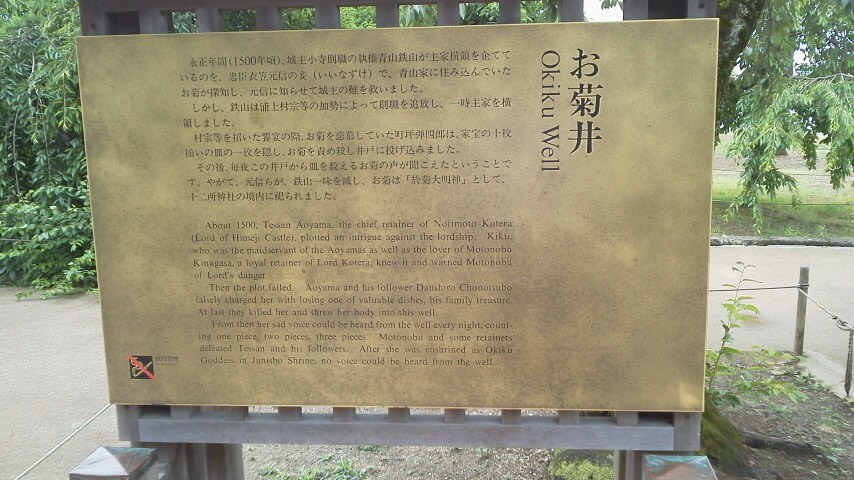 お菊井
Okiku Well
永正年間(1500年頃)、城主小寺則職の執権青山鉄山が主家横領を企てて
いるのを、忠臣衣笠元信の妾(いいなずけ)で、青山家に住み込んでいた
お菊が探知し、元信に知らせて城主の難を救いました。
しかし、鉄山は浦上村宗等の加勢によって則職を追放し、一時主家を横
領しました。
村宗等を招いた饗宴の際、お菊を恋慕していた町坪弾四郎は、家宝の十枚
揃いの皿の一枚を隠し、お菊を責め殺し井戸に投げ込みました。
その後、毎夜この井戸から皿を数えるお菊の声が聞こえたということで
す。やがて、元信らが、鉄山一味を滅し、お菊は「於菊大明神」として、
十二所神社の境内に祀られました。
About 1500, Tessan Aoyama, the chief retainer of Norimoto Kotera
(Lord of Himeji Castle), plotted an intrigue against the lordship. Kiku,
who was the maidservant of the Aoyamas as well as the lover of Motonobu
Kinugasa, a loyal retainer of Lord Kotera, knew it and warned Motonobu
of Lord's danger.
Then the plot failed. Aoyama and his follower Danshiro Chonotsubo
falsely charged her with losing one of valuable dishes, his family treasure.
At last they killed her and threw her body into this well.
From then her sad voice could be heard from the well every night, count-
ing one piece, two pieces, three pieces. Motonobu and some retainers
defeated Tessan and his followers. After she was enshrined as Okiku
Goddess in Junisho Shrine, no voice could be heard from the well.